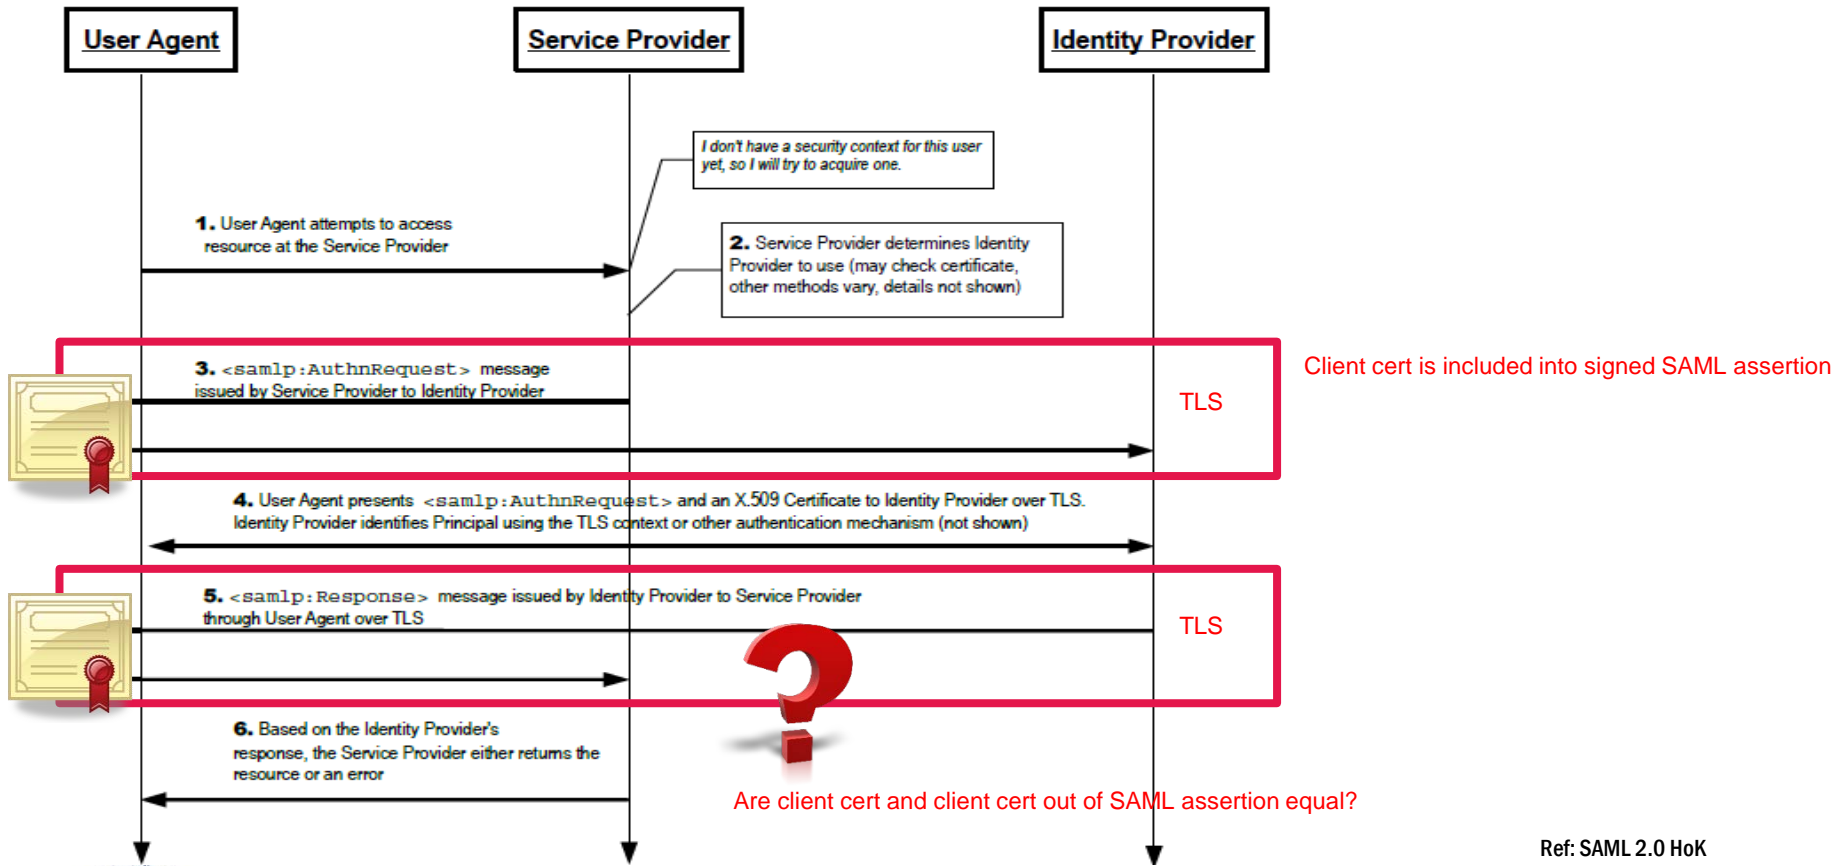 User Agent
Service Provider
Identity Provider
I don't have a security context for this user
yet, so I will try to acquire one.
1. User Agent attempts to access
resource at the Service Provider
2. Service Provider determines Identity
Provider to use (may check certificate,
other methods vary, details not shown)
3. <samlp:AuthnRequest> message
issued by Service Provider to Identity Provider
TLS
Client cert is included into signed SAML assertion
4. User Agent presents <samlp:AuthnRequest> and an X.509 Certificate to Identity Provider over TLS.
Identity Provider identifies Principal using the TLS context or other authentication mechanism (not shown)
5. <samlp:Response> message issued by Identity Provider to Service Provider
through User Agent over TLS
TLS
?
6. Based on the Identity Provider's
response, the Service Provider either returns the
resource or an error
Are client cert and client cert out of SAML assertion equal?
Ref: SAML 2.0 HoK